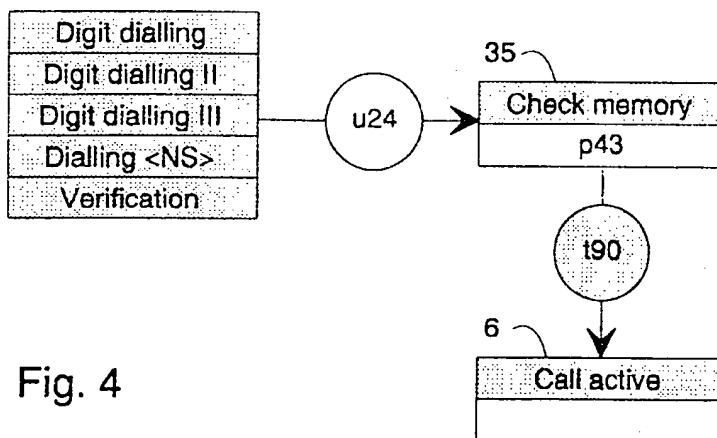 Digit dialling
Digit dialling II
Digit dialling III
Dialling <NS>
Verification
u24
35
Check memory
p43
t90
6
Call active
Fig. 4